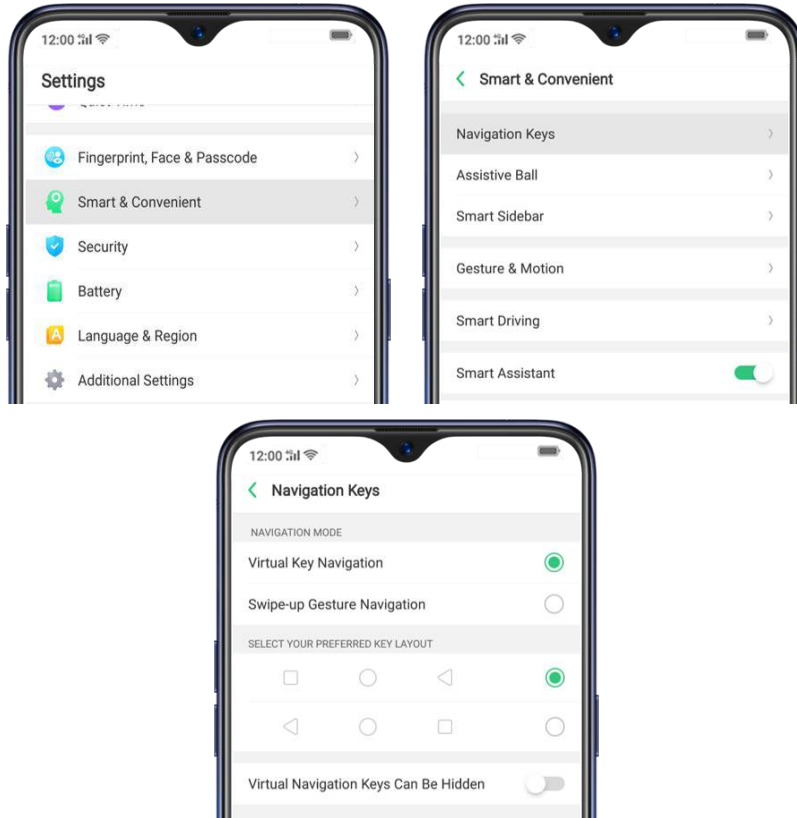 12:00
Settings
Fingerprint, Face & Passcode
Smart & Convenient
Security
Battery
A
Language & Region
Additional Settings
12:00
Smart & Convenient
Navigation Keys
Assistive Ball
Smart Sidebar
Gesture & Motion
Smart Driving
Smart Assistant
12:00
Navigation Keys
NAVIGATION MODE
Virtual Key Navigation
Swipe-up Gesture Navigation
SELECT YOUR PREFERRED KEY LAYOUT
Virtual Navigation Keys Can Be Hidden